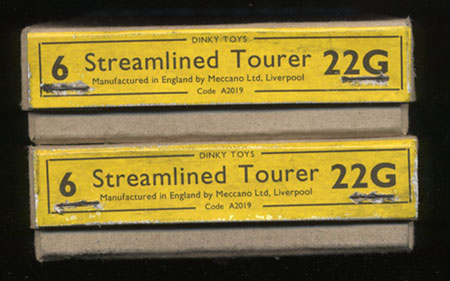 DINKY TOYS
6 Streamlined Tourer 22G
Manufactured in England by Meccano Ltd, Liverpool
Code A2019
DINKY TOYS
6 Streamlined Tourer 22G
Manufactured in England by Meccano Ltd, Liverpool
Code A2019